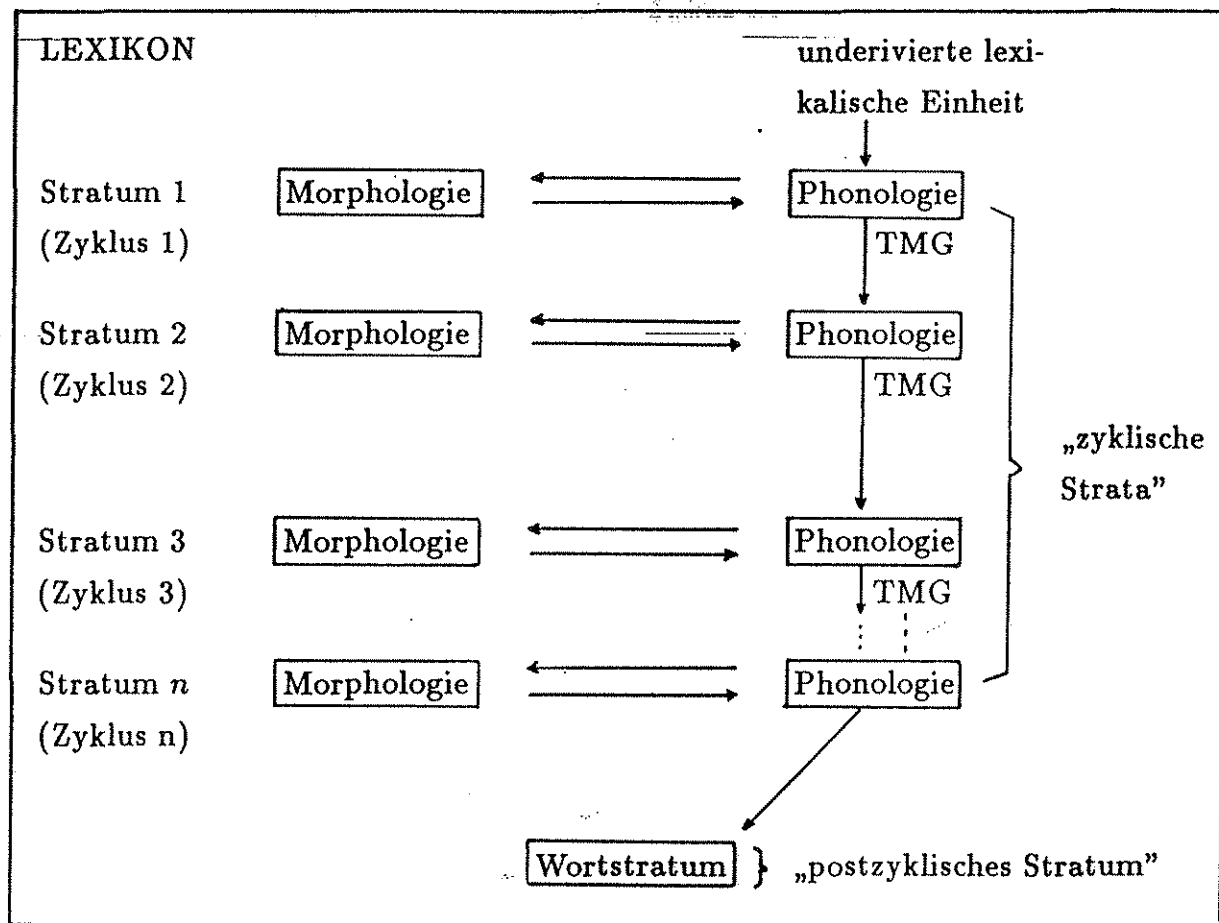 LEXIKON
underivierte lexi-
kalische Einheit
Stratum 1 Morphologie Phonologie
(Zyklus 1) TMG
Stratum 2 Morphologie Phonologie
(Zyklus 2) TMG
„zyklische
Strata”
Stratum 3 Morphologie Phonologie
(Zyklus 3) TMG
Stratum n Morphologie Phonologie
(Zyklus n)
Wortstratum } „postzyklisches Stratum”